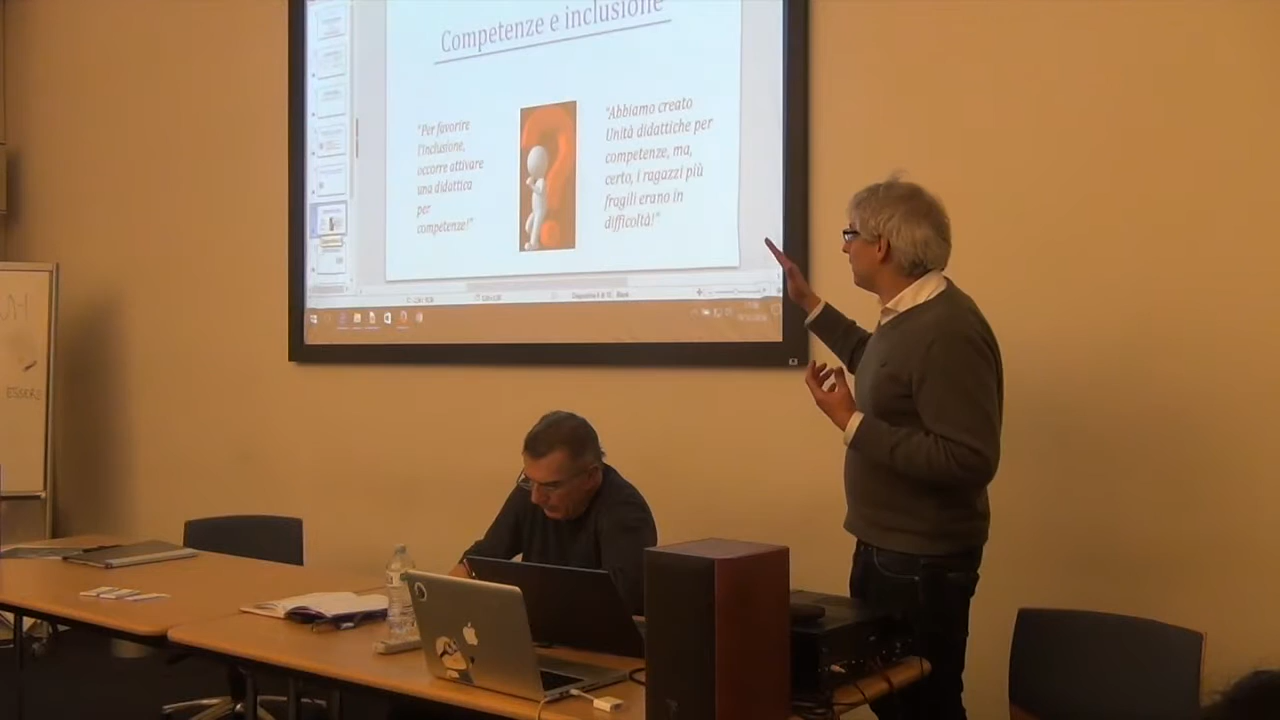 Competenze e inclusione
"Per favorire
l'inclusione,
occorre attivare
una didattica
per
competenze!"
"Abbiamo creato
Unità didattiche per
competenze, ma,
certo, i ragazzi più
fragili erano in
difficoltà!"
ESSERE